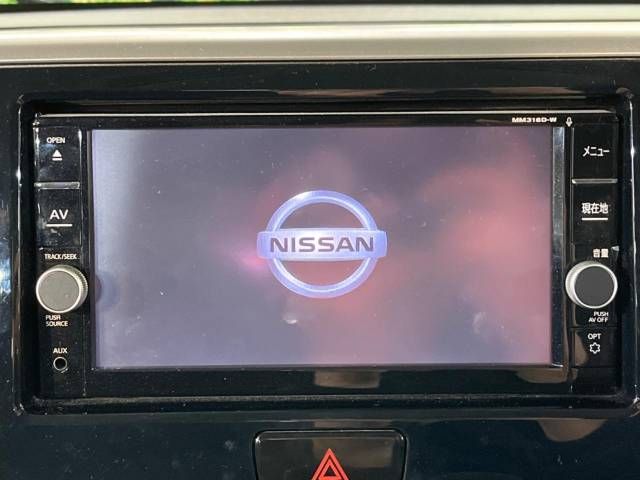 MM316D-W
OPEN
AV
TRACK/SEEK
PUSH
SOURCE
AUX
NISSAN
メニュー
現在地
音量
PUSH
AV OFF
OPT